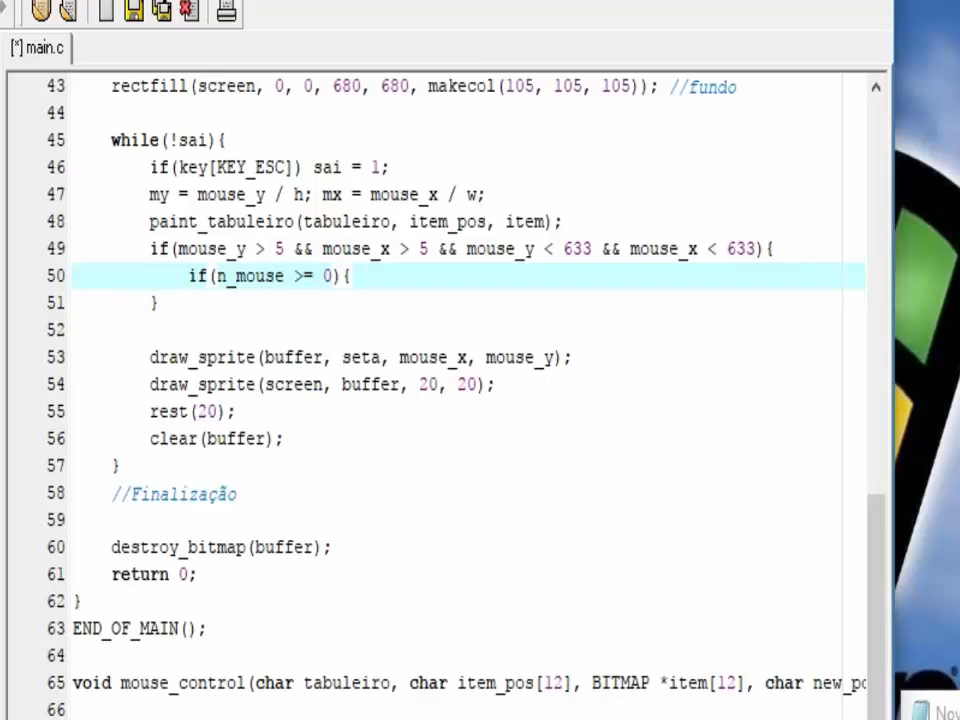 [*] main.c
43 rectfill(screen, 0, 0, 680, 680, makecol(105, 105, 105)); //fundo
44
45 while(!sai){
46 if(key[KEY_ESC]) sai = 1;
47 my = mouse_y / h; mx = mouse_x / w;
48 paint_tabuleiro(tabuleiro, item_pos, item);
49 if(mouse_y > 5 && mouse_x > 5 && mouse_y < 633 && mouse_x < 633){
50 if(n_mouse >= 0){
51 }
52
53 draw_sprite(buffer, seta, mouse_x, mouse_y);
54 draw_sprite(screen, buffer, 20, 20);
55 rest(20);
56 clear(buffer);
57 }
58 //Finalização
59
60 destroy_bitmap(buffer);
61 return 0;
62 }
63 END_OF_MAIN();
64
65 void mouse_control(char tabuleiro, char item_pos[12], BITMAP *item[12], char
66